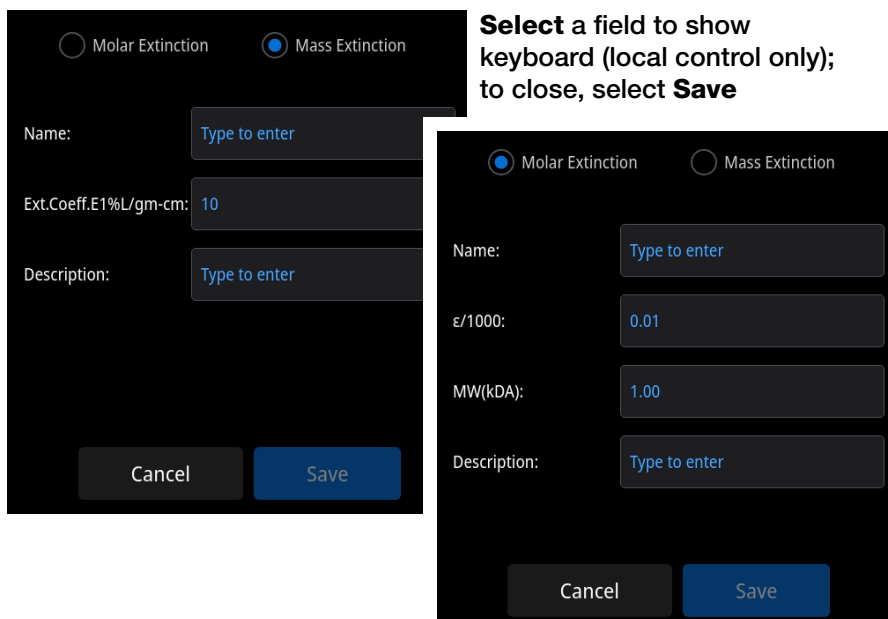 Molar Extinction
Mass Extinction
Name:
Type to enter
Ext.Coeff.E1%L/gm-cm:
10
Description:
Type to enter
Cancel
Save
Select a field to show
keyboard (local control only);
to close, select Save
Molar Extinction
Mass Extinction
Name:
Type to enter
ε/1000:
0.01
MW(kDA):
1.00
Description:
Type to enter
Cancel
Save